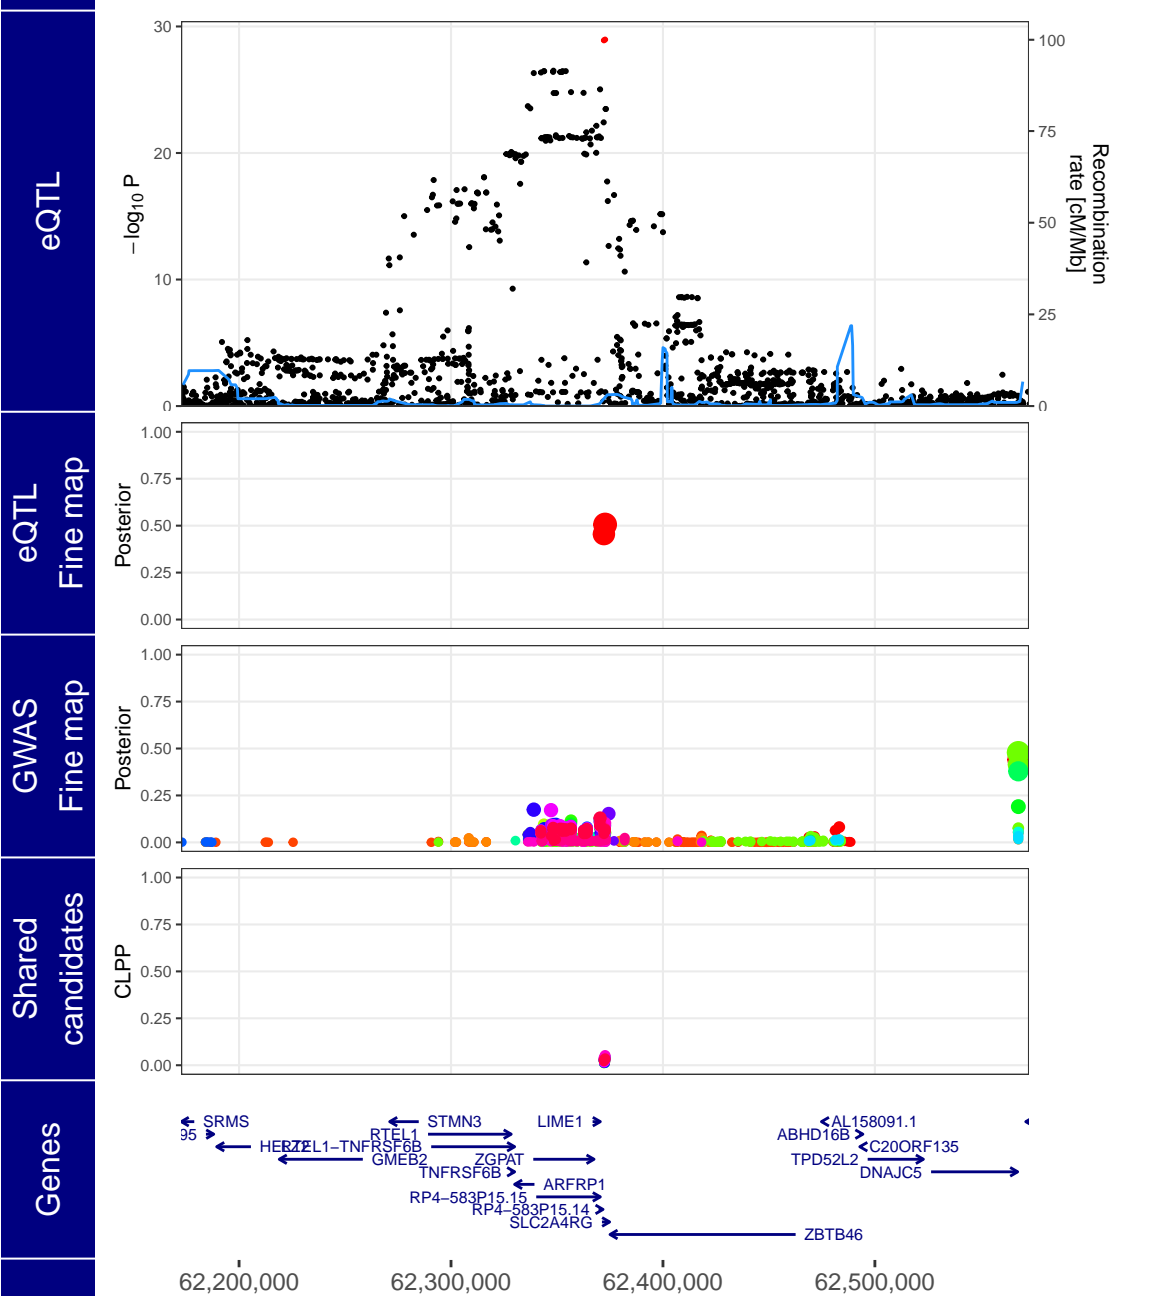 eQTL
30
20
10
0
−log10 P
100
75
50
25
0
Recombination
rate [cM/Mb]
eQTL
Fine map
Posterior
1.00
0.75
0.50
0.25
0.00
GWAS
Fine map
Posterior
1.00
0.75
0.50
0.25
0.00
Shared
candidates
CLPP
1.00
0.75
0.50
0.25
0.00
Genes
SRMS
STMN3
LIME1
AL158091.1
95
RTEL1
ABHD16B
RTEL1−TNFRSF6B
C20ORF135
GMEB2
ZGPAT
TPD52L2
TNFRSF6B
DNAJC5
ARFRP1
RP4−583P15.15
RP4−583P15.14
SLC2A4RG
ZBTB46
62,200,000
62,300,000
62,400,000
62,500,000